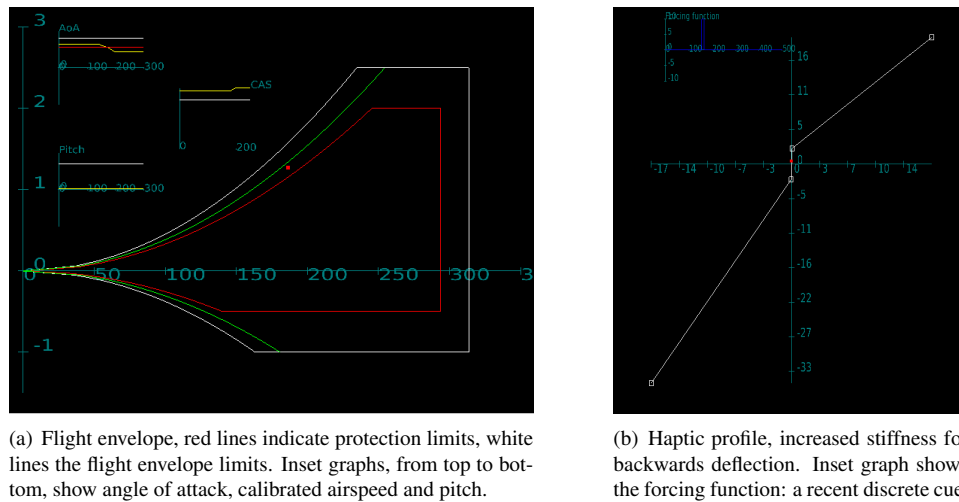 3
AoA
0 100 200 300
CAS
2
0 200
Pitch
0 100 200 300
1
0
0 50 100 150 200 250 300 3
-1
Forcing function
10
5
0 100 200 300 400 500
-5
-10
16
11
5
0
-17 -14 -10 -7 -3 0 3 7 10 14
-5
-11
-16
-22
-27
-33
(a) Flight envelope, red lines indicate protection limits, white
lines the flight envelope limits. Inset graphs, from top to bot-
tom, show angle of attack, calibrated airspeed and pitch.
(b) Haptic profile, increased stiffness fo
backwards deflection. Inset graph show
the forcing function: a recent discrete cue